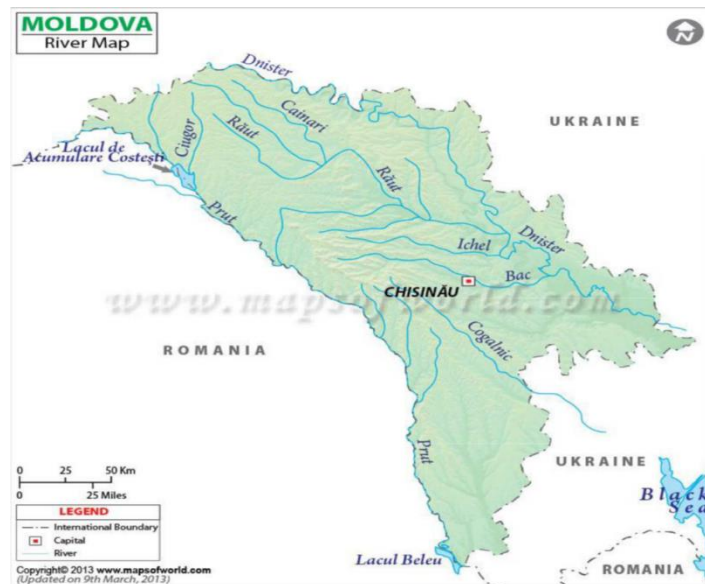 MOLDOVA
River Map
N
Dnister
UKRAINE
Cainari
Răut
Ciugor
Lacul de
Acumulare Costești
Răut
Prut
Dnister
Ichel
Bac
CHISINĂU
www.mapsofworld.com
ROMANIA
Cogalnic
Prut
UKRAINE
Black
Sea
0 25 50 Km
0 25 Miles
LEGEND
International Boundary
Capital
River
Lacul Beleu
ROMANIA
Copyright© 2013 www.mapsofworld.com
(Updated on 9th March, 2013)